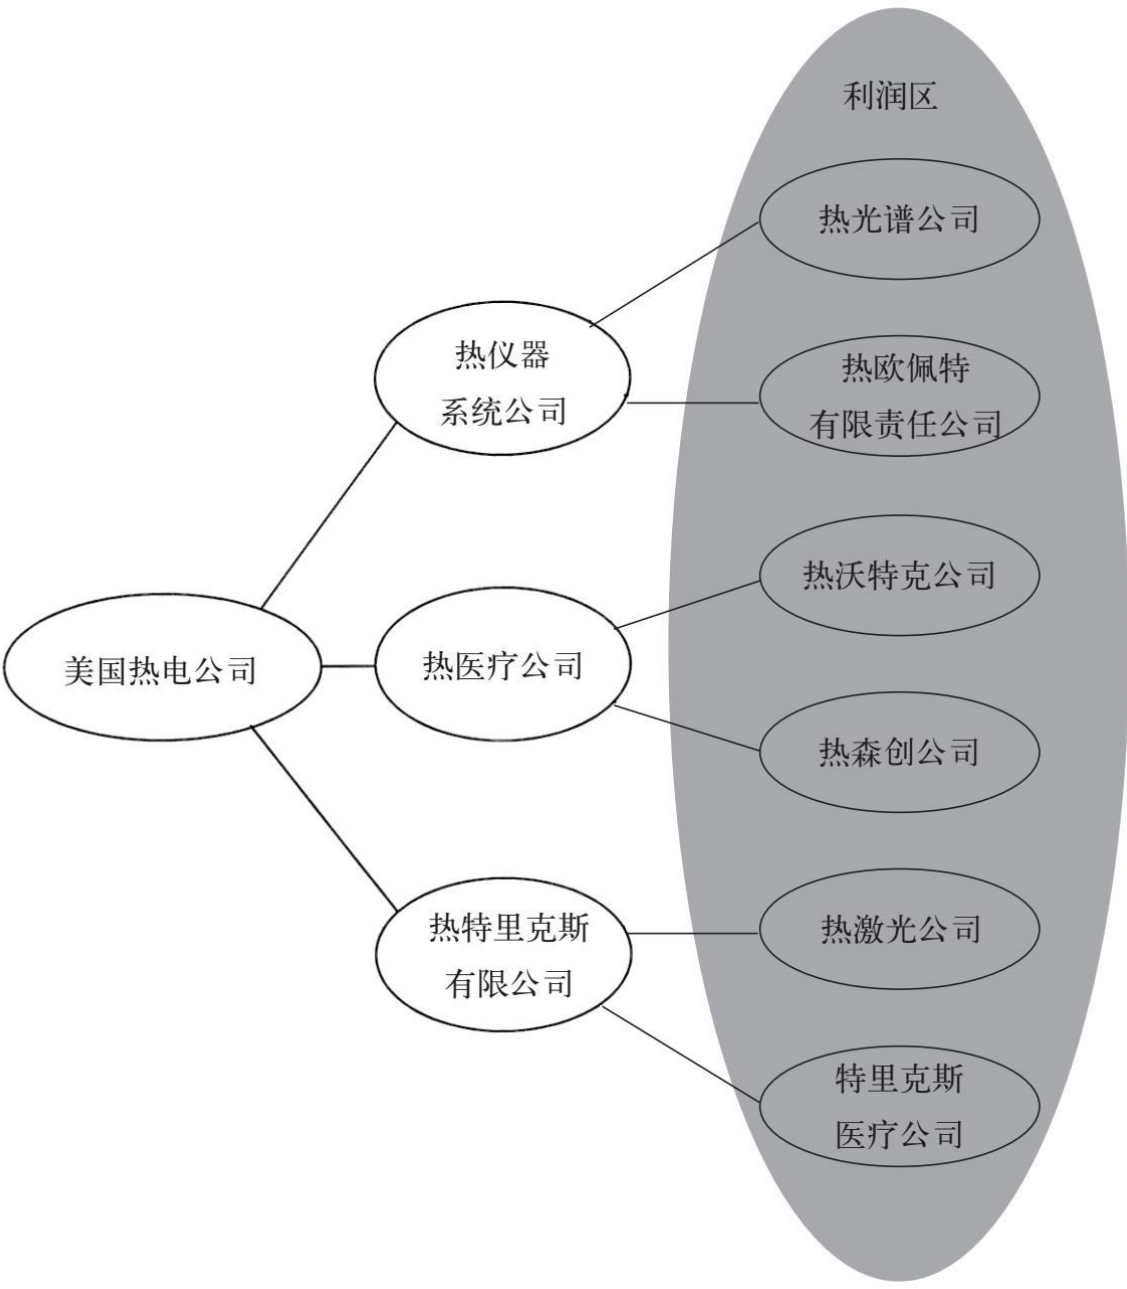 利润区
热光谱公司
热仪器
系统公司
热欧佩特
有限责任公司
热沃特克公司
美国热电公司
热医疗公司
热森创公司
热特里克斯
有限公司
热激光公司
特里克斯
医疗公司